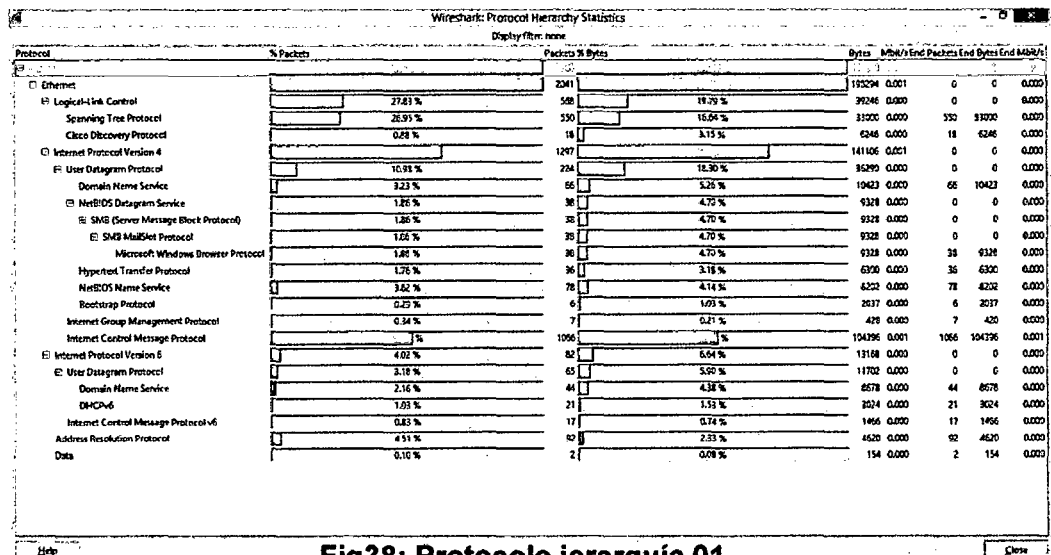 Wireshark: Protocol Hierarchy Statistics
Display filter: none
Protocol % Packets Packets % Bytes Bytes Mbit/s End Packets End Bytes End Mbit/s
Ethernet 2041 0.001 0 0 0.000
Logical-Link Control 27.83 % 568 39246 0.000 0 0 0.000
Spanning Tree Protocol 26.95 % 550 33000 0.000 550 33000 0.000
Cisco Discovery Protocol 0.88 % 18 3.15 % 6246 0.000 18 6246 0.000
Internet Protocol Version 4 1297 141106 0.001 0 0 0.000
User Datagram Protocol 10.98 % 224 36290 0.000 0 0 0.000
Domain Name Service 3.23 % 66 5.26 % 10423 0.000 66 10423 0.000
NetBIOS Datagram Service 1.86 % 38 4.70 % 9328 0.000 0 0 0.000
SMB (Server Message Block Protocol) 1.86 % 38 4.70 % 9328 0.000 0 0 0.000
SMB MailSlot Protocol 4.70 % 9328 0.000 0 0 0.000
Microsoft Windows Browser Protocol 1.86 % 38 4.70 % 9328 0.000 38 9328 0.000
Hypertext Transfer Protocol 1.76 % 36 3.18 % 6300 0.000 36 6300 0.000
NetBIOS Name Service 3.82 % 78 4.14 % 8202 0.000 78 8202 0.000
Bootstrap Protocol 0.29 % 6 1.03 % 2037 0.000 6 2037 0.000
Internet Group Management Protocol 0.34 % 7 0.21 % 0.000 7 420 0.000
Internet Control Message Protocol % 1066 % 104396 0.001 1066 104396 0.001
Internet Protocol Version 6 4.02 % 82 6.64 % 13168 0.000 0 0 0.000
User Datagram Protocol 3.18 % 65 5.90 % 11702 0.000 0 0 0.000
Domain Name Service 2.16 % 44 4.38 % 8678 0.000 44 8678 0.000
DHCPv6 1.03 % 21 1.53 % 3024 0.000 21 3024 0.000
Internet Control Message Protocol v6 0.83 % 17 0.74 % 1466 0.000 17 1466 0.000
Address Resolution Protocol 4.51 % 92 2.33 % 4620 0.000 92 4620 0.000
Data 0.10 % 2 0.08 % 154 0.000 2 154 0.000
Help Close
Fig38: Protocolo jerarquía 01